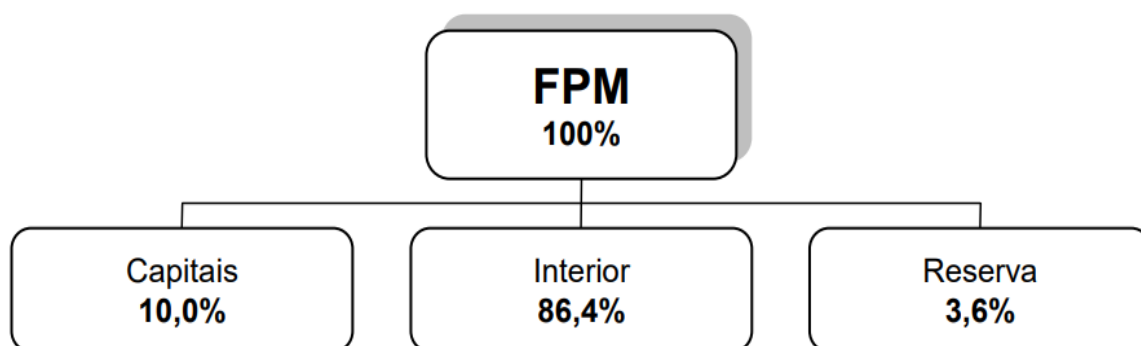 FPM
100%
Capitais
10,0%
Interior
86,4%
Reserva
3,6%